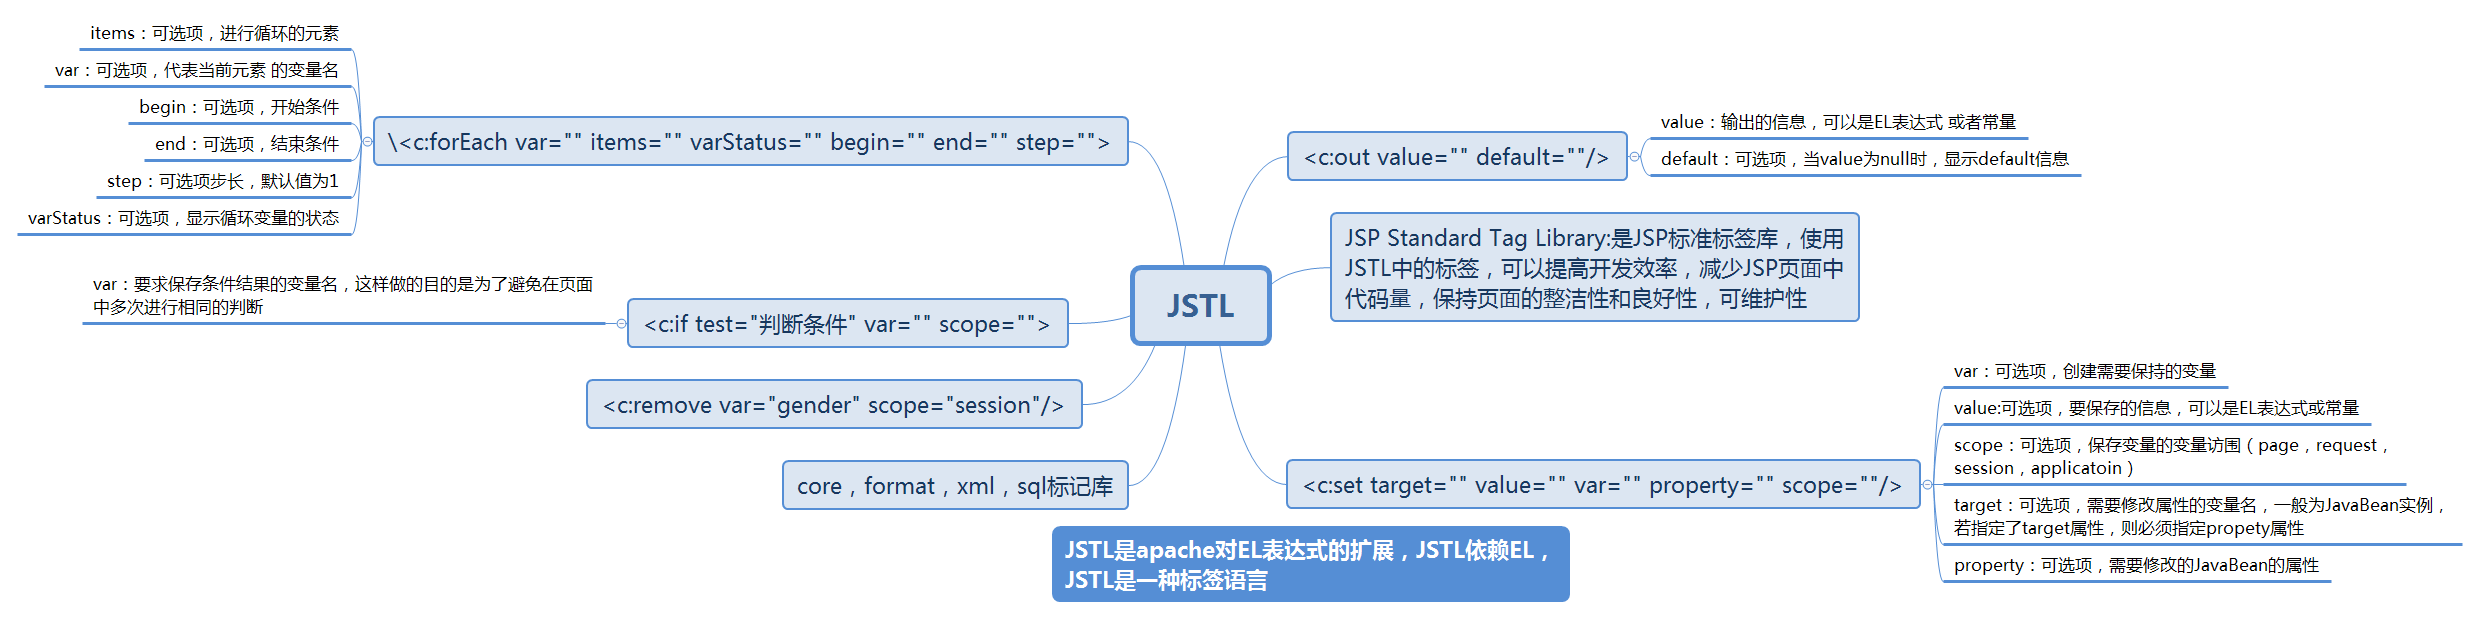 items：可选项，进行循环的元素
var：可选项，代表当前元素 的变量名
begin：可选项，开始条件
end：可选项，结束条件
step：可选项步长，默认值为1
varStatus：可选项，显示循环变量的状态
\<c:forEach var="" items="" varStatus="" begin="" end="" step="">
var：要求保存条件结果的变量名，这样做的目的是为了避免在页面
中多次进行相同的判断
<c:if test="判断条件" var="" scope="">
<c:remove var="gender" scope="session"/>
core，format，xml，sql标记库
JSTL
<c:out value="" default=""/>
value：输出的信息，可以是EL表达式 或者常量
default：可选项，当value为null时，显示default信息
JSP Standard Tag Library:是JSP标准标签库，使用
JSTL中的标签，可以提高开发效率，减少JSP页面中
代码量，保持页面的整洁性和良好性，可维护性
<c:set target="" value="" var="" property="" scope=""/>
var：可选项，创建需要保持的变量
value:可选项，要保存的信息，可以是EL表达式或常量
scope：可选项，保存变量的变量访围（page，request，
session，applicatoin）
target：可选项，需要修改属性的变量名，一般为JavaBean实例，
若指定了target属性，则必须指定propety属性
property：可选项，需要修改的JavaBean的属性
JSTL是apache对EL表达式的扩展，JSTL依赖EL，
JSTL是一种标签语言